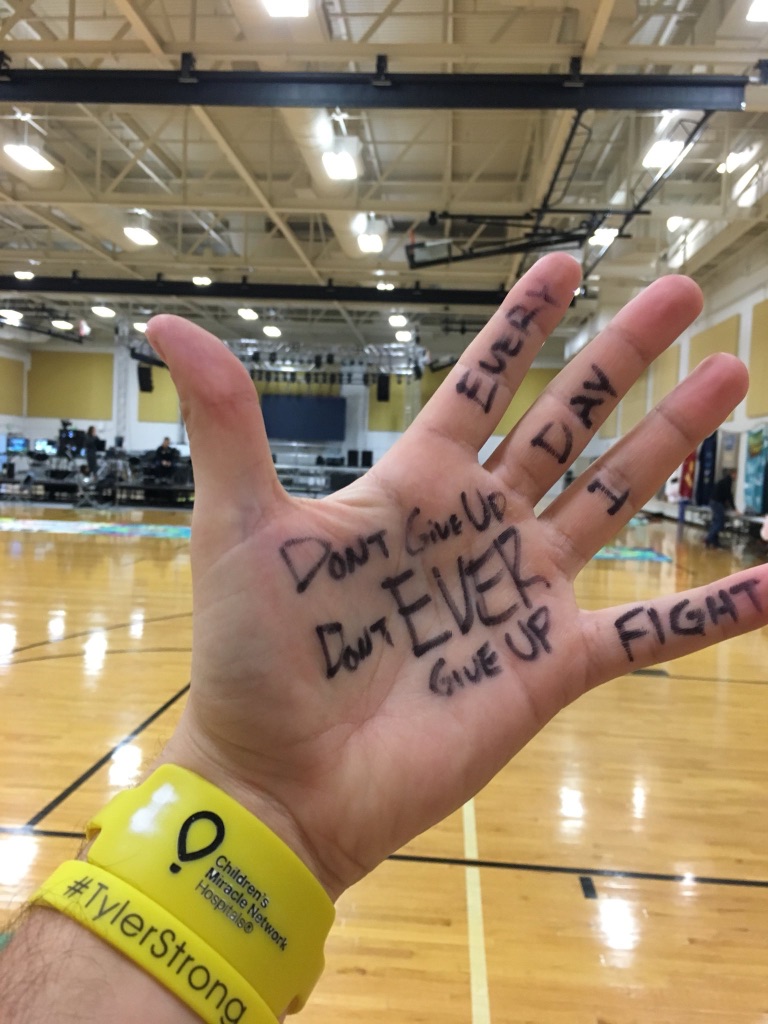 EVERY
DAY
I
FIGHT
DONT GIVE UP
DONT EVER
GIVE UP
Children's
Miracle Network
Hospitals®
#TylerStrong